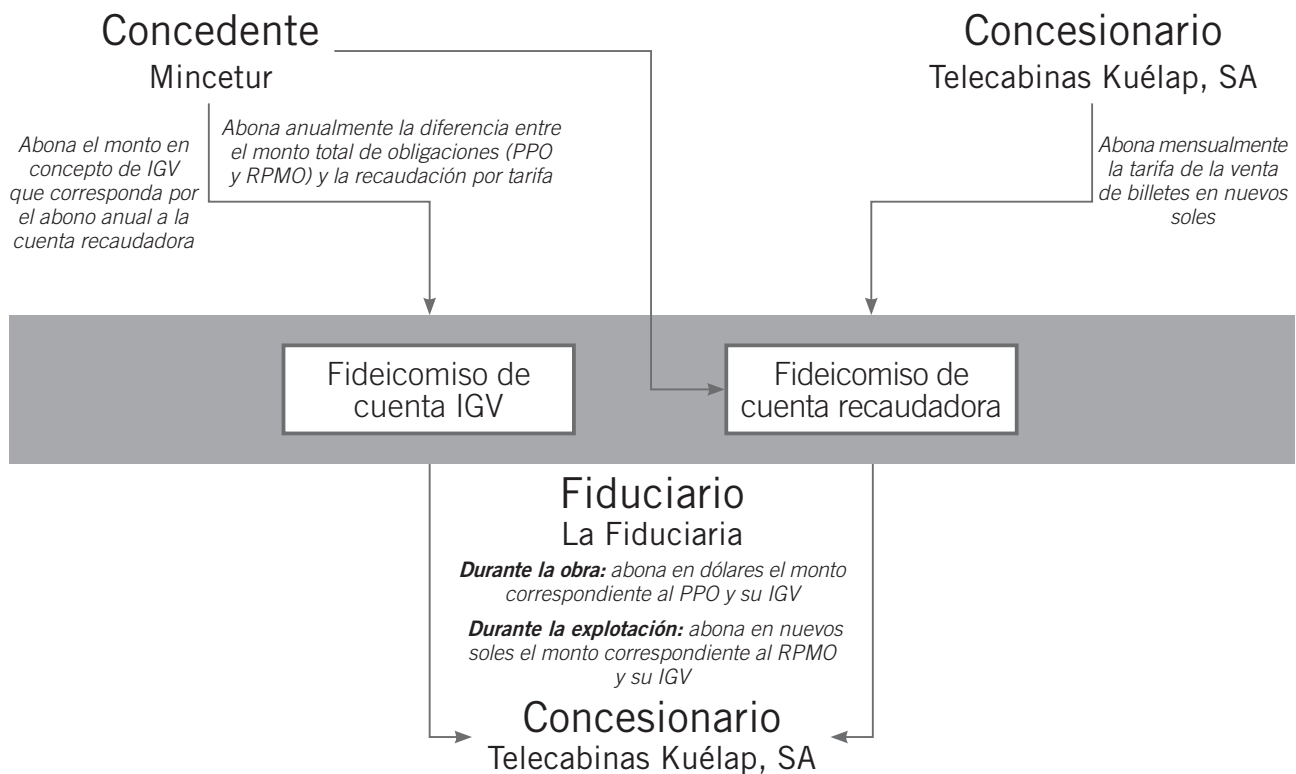 Concedente
Mincetur
Abona el monto en
concepto de IGV
que corresponda por
el abono anual a la
cuenta recaudadora
Abona anualmente la diferencia entre
el monto total de obligaciones (PPO
y RPMO) y la recaudación por tarifa
Concesionario
Telecabinas Kuélap, SA
Abona mensualmente
la tarifa de la venta
de billetes en nuevos
soles
Fideicomiso de
cuenta IGV
Fideicomiso de
cuenta recaudadora
Fiduciario
La Fiduciaria
Durante la obra: abona en dólares el monto
correspondiente al PPO y su IGV
Durante la explotación: abona en nuevos
soles el monto correspondiente al RPMO
y su IGV
Concesionario
Telecabinas Kuélap, SA